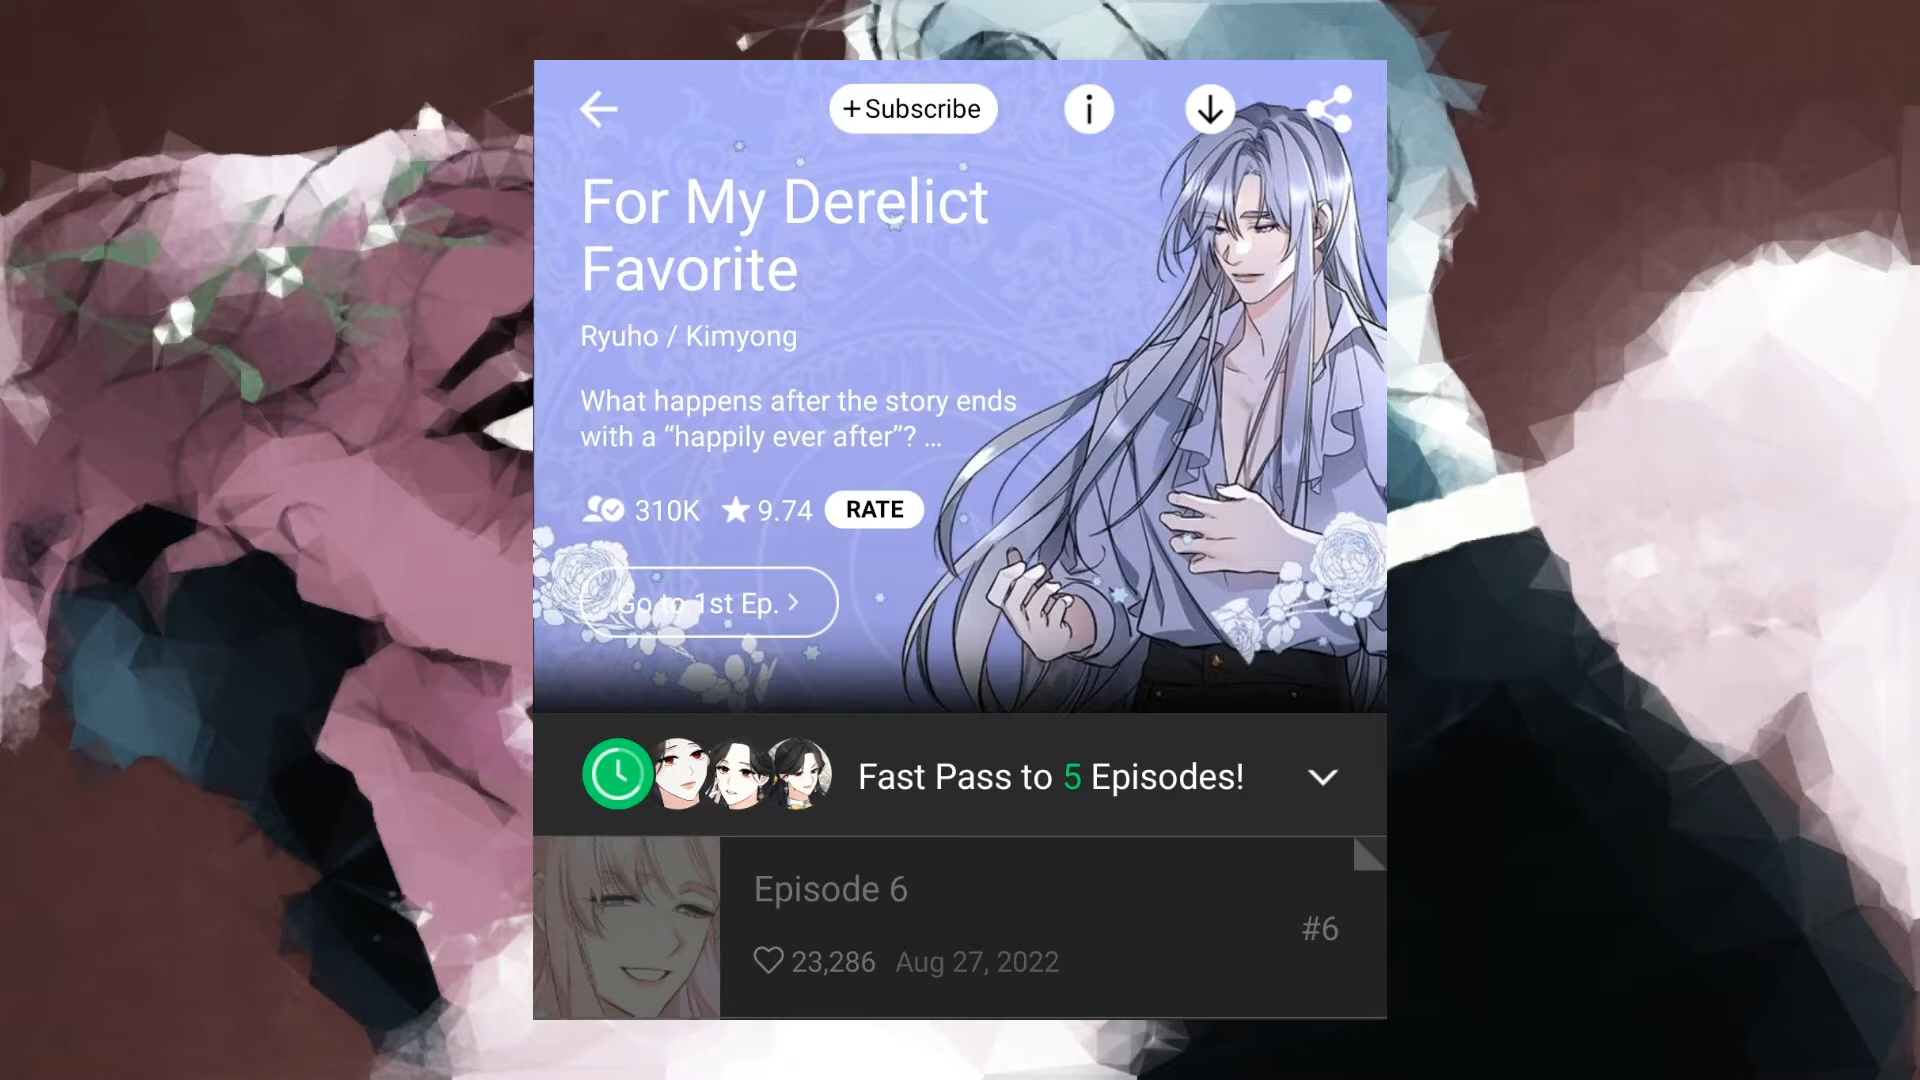 + Subscribe
For My Derelict
Favorite
Ryuho / Kimyong
What happens after the story ends
with a “happily ever after”? ...
310K 9.74 RATE
Go to 1st Ep. >
Fast Pass to 5 Episodes!
Episode 6
#6
23,286 Aug 27, 2022